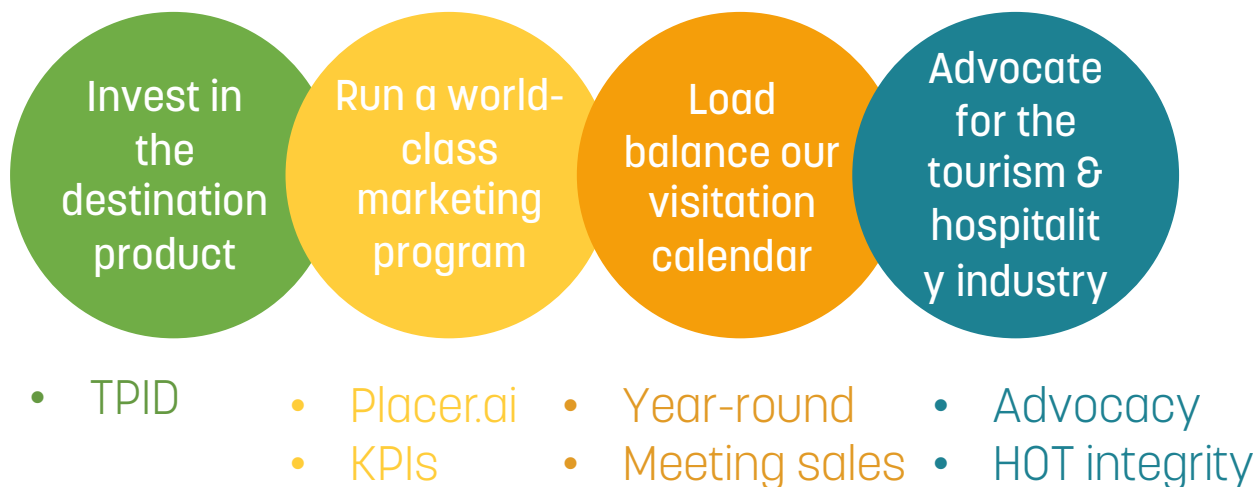 Invest in
the
destination
product
Run a world-
class
marketing
program
Load
balance our
visitation
calendar
Advocate
for the
tourism &
hospitalit
y industry
• TPID
• Placer.ai
• KPIs
• Year-round
• Meeting sales
• Advocacy
• HOT integrity